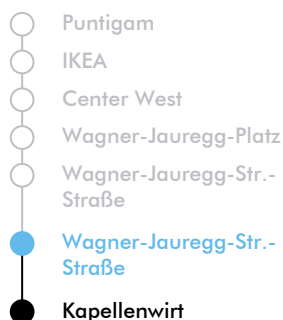 Puntigam
IKEA
Center West
Wagner-Jauregg-Platz
Wagner-Jauregg-Str.-
Straße
Wagner-Jauregg-Str.-
Straße
Kapellenwirt